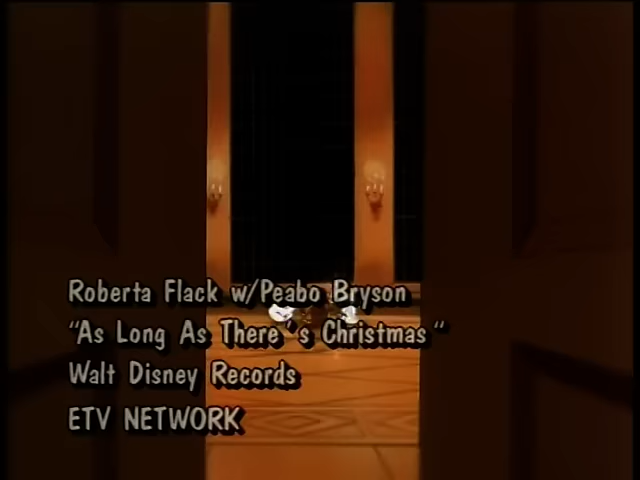 Roberta Flack w/Peabo Bryson
"As Long As There's Christmas"
Walt Disney Records
ETV NETWORK